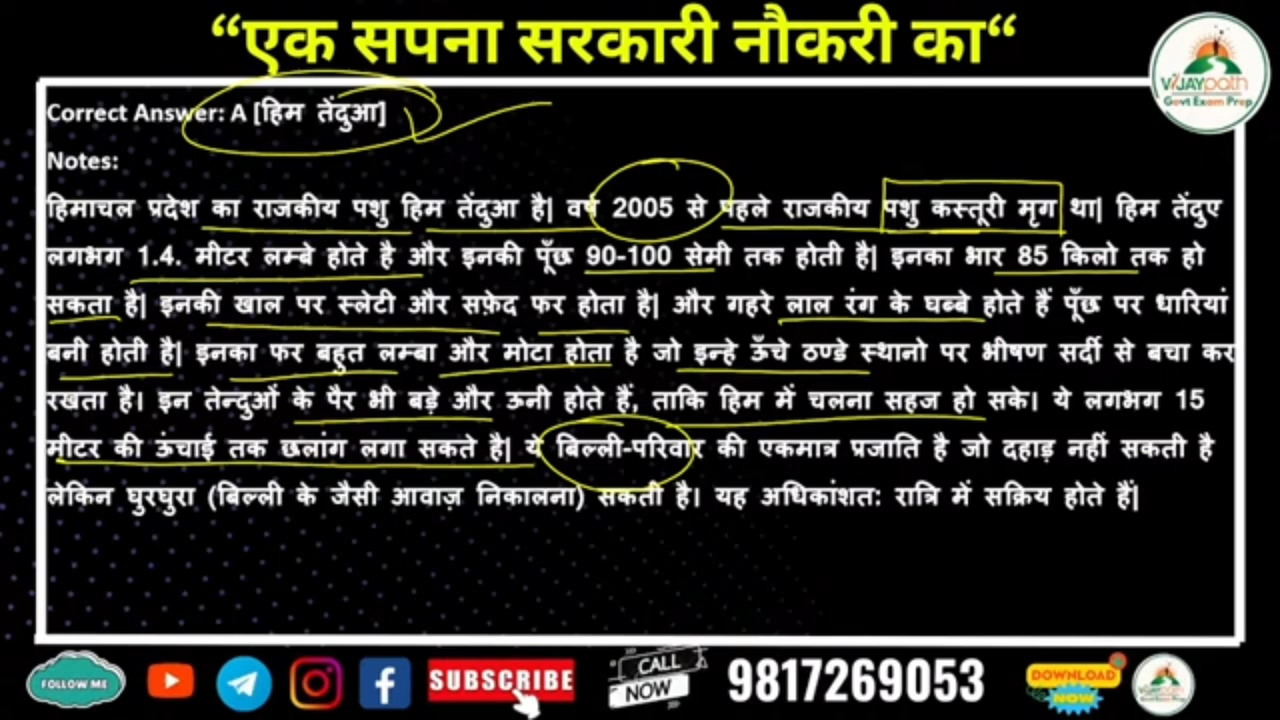 “एक सपना सरकारी नौकरी का“
VIJAYpath
Govt Exam Prep
Correct Answer: A [हिम तेंदुआ]
Notes:
हिमाचल प्रदेश का राजकीय पशु हिम तेंदुआ है| वर्ष 2005 से पहले राजकीय पशु कस्तूरी मृग था| हिम तेंदुए
लगभग 1.4. मीटर लम्बे होते है और इनकी पूँछ 90-100 सेमी तक होती है| इनका भार 85 किलो तक हो
सकता है| इनकी खाल पर स्लेटी और सफ़ेद फर होता है| और गहरे लाल रंग के घब्बे होते हैं पूँछ पर धारियां
बनी होती है| इनका फर बहुत लम्बा और मोटा होता है जो इन्हे ऊँचे ठण्डे स्थानो पर भीषण सर्दी से बचा कर
रखता है। इन तेन्दुओं के पैर भी बड़े और ऊनी होते हैं, ताकि हिम में चलना सहज हो सके। ये लगभग 15
मीटर की ऊंचाई तक छलांग लगा सकते है| ये बिल्ली-परिवार की एकमात्र प्रजाति है जो दहाड़ नहीं सकती है
लेकिन घुरघुरा (बिल्ली के जैसी आवाज़ निकालना) सकती है। यह अधिकांशतः रात्रि में सक्रिय होते हैं|
FOLLOW ME
SUBSCRIBE
CALL
NOW
9817269053
DOWNLOAD
NOW